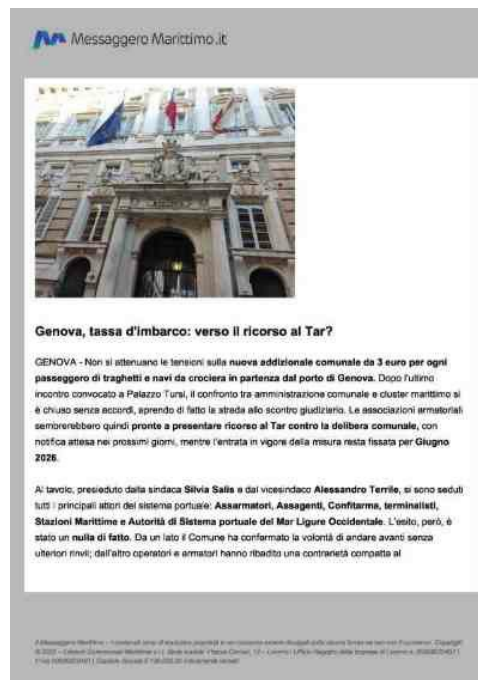 Messaggero Marittimo.it
Genova, tassa d'imbarco: verso il ricorso al Tar?
GENOVA - Non si attenuano le tensioni sulla nuova addizionale comunale da 3 euro per ogni
passeggero di traghetti e navi da crociera in partenza dal porto di Genova. Dopo l'ultimo
incontro convocato a Palazzo Tursi, il confronto tra amministrazione comunale e cluster marittimo si
è chiuso senza accordi, aprendo di fatto la strada allo scontro giudiziario. Le associazioni armatoriali
sembrerebbero quindi pronte a presentare ricorso al Tar contro la delibera comunale, con
notifica attesa nei prossimi giorni, mentre l'entrata in vigore della misura resta fissata per Giugno
2026.
Al tavolo, presieduto dalla sindaca Silvia Salis e dal vicesindaco Alessandro Terrile, si sono seduti
tutti i principali attori del sistema portuale: Assarmatori, Assagenti, Confitarma, terminalisti,
Stazioni Marittime e Autorità di Sistema portuale del Mar Ligure Occidentale. L'esito, però, è
stato un nulla di fatto. Da un lato il Comune ha confermato la volontà di andare avanti senza
ulteriori rinvii; dall'altro operatori e armatori hanno ribadito una contrarietà compatta al